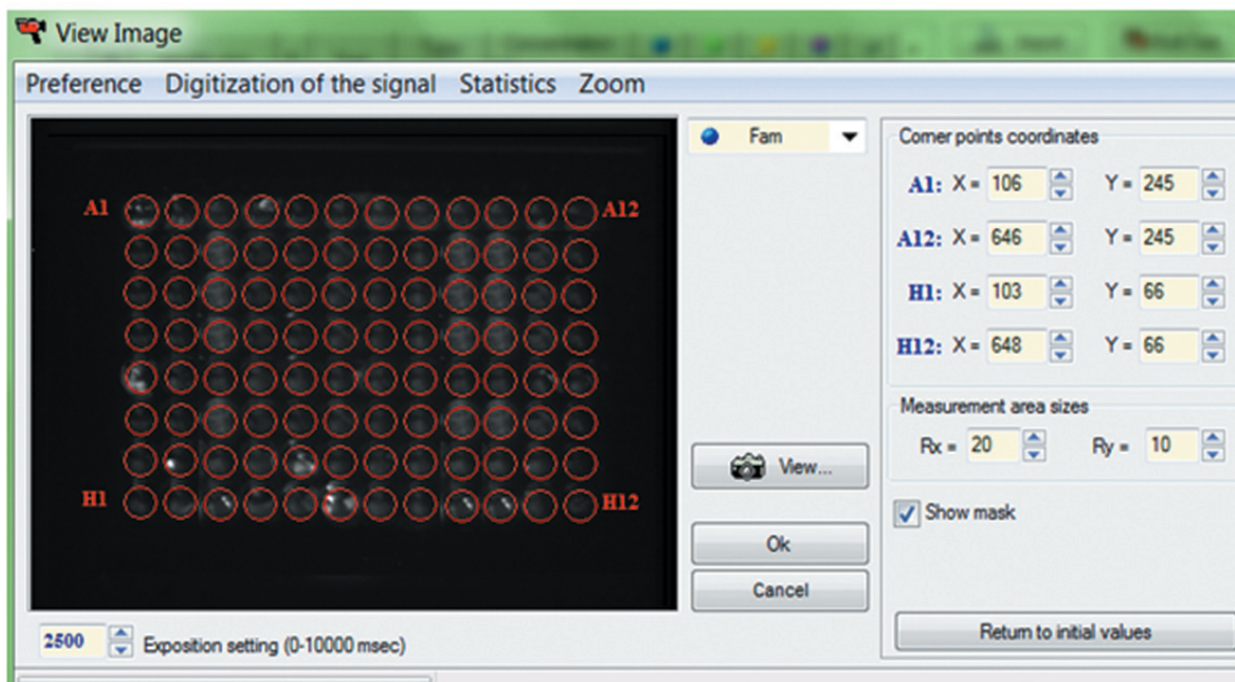 View Image
Preference Digitization of the signal Statistics Zoom
Fam
Corner points coordinates
A1: X = 106 Y = 245
A12: X = 646 Y = 245
H1: X = 103 Y = 66
H12: X = 648 Y = 66
Measurement area sizes
Rx = 20 Ry = 10
Show mask
A1 A12
H1 H12
View...
Ok
Cancel
Return to initial values
2500 Exposition setting (0-10000 msec)